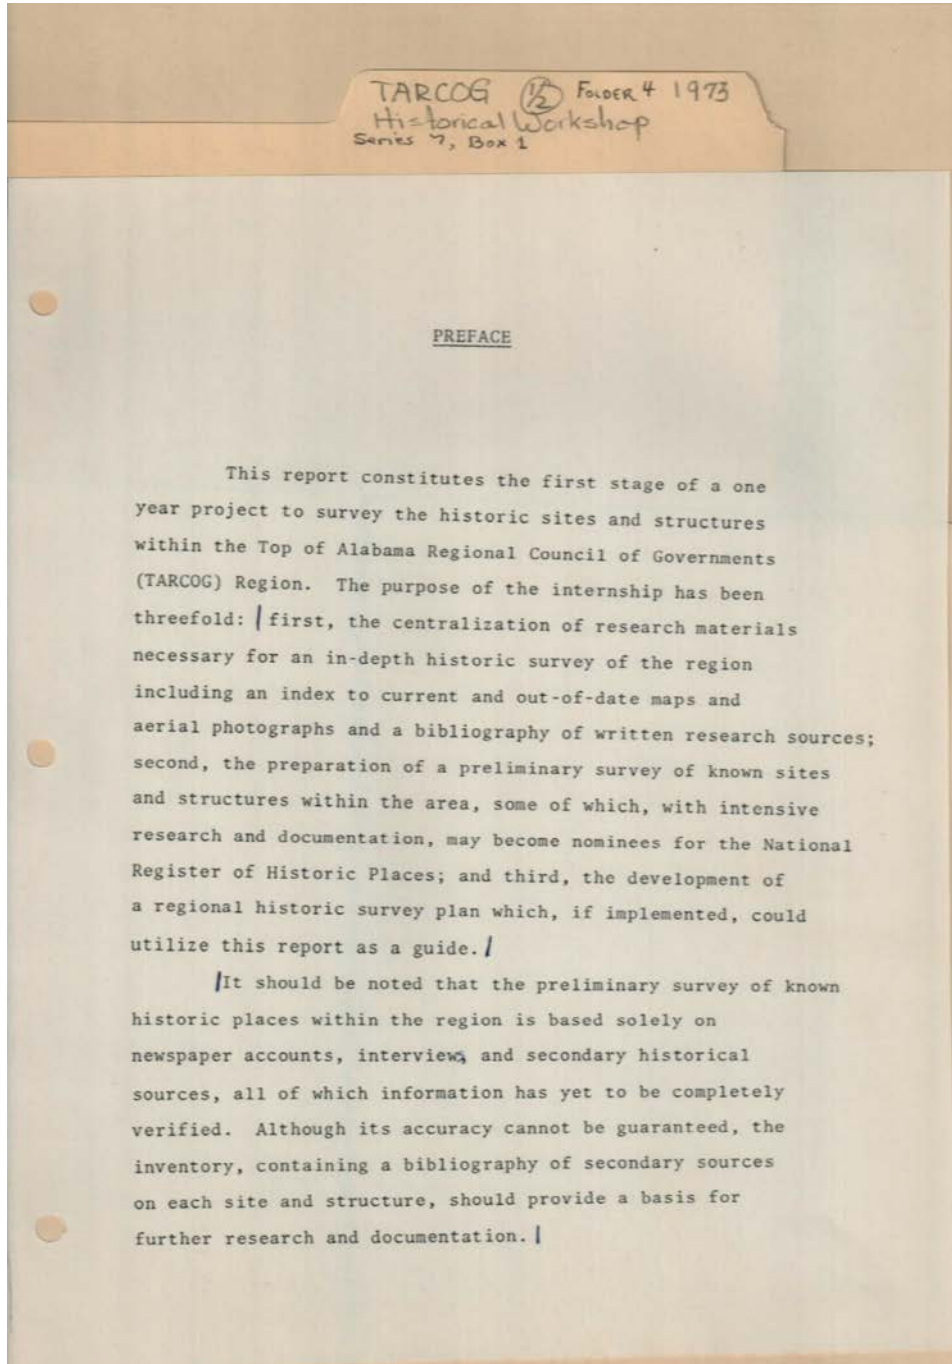 TARCOG 1/2 FOLDER 4 1973
Historical Workshop
Series 7, Box 1
PREFACE
This report constitutes the first stage of a one
year project to survey the historic sites and structures
within the Top of Alabama Regional Council of Governments
(TARCOG) Region. The purpose of the internship has been
threefold: / first, the centralization of research materials
necessary for an in-depth historic survey of the region
including an index to current and out-of-date maps and
aerial photographs and a bibliography of written research sources;
second, the preparation of a preliminary survey of known sites
and structures within the area, some of which, with intensive
research and documentation, may become nominees for the National
Register of Historic Places; and third, the development of
a regional historic survey plan which, if implemented, could
utilize this report as a guide. /
/ It should be noted that the preliminary survey of known
historic places within the region is based solely on
newspaper accounts, interviews, and secondary historical
sources, all of which information has yet to be completely
verified. Although its accuracy cannot be guaranteed, the
inventory, containing a bibliography of secondary sources
on each site and structure, should provide a basis for
further research and documentation. /